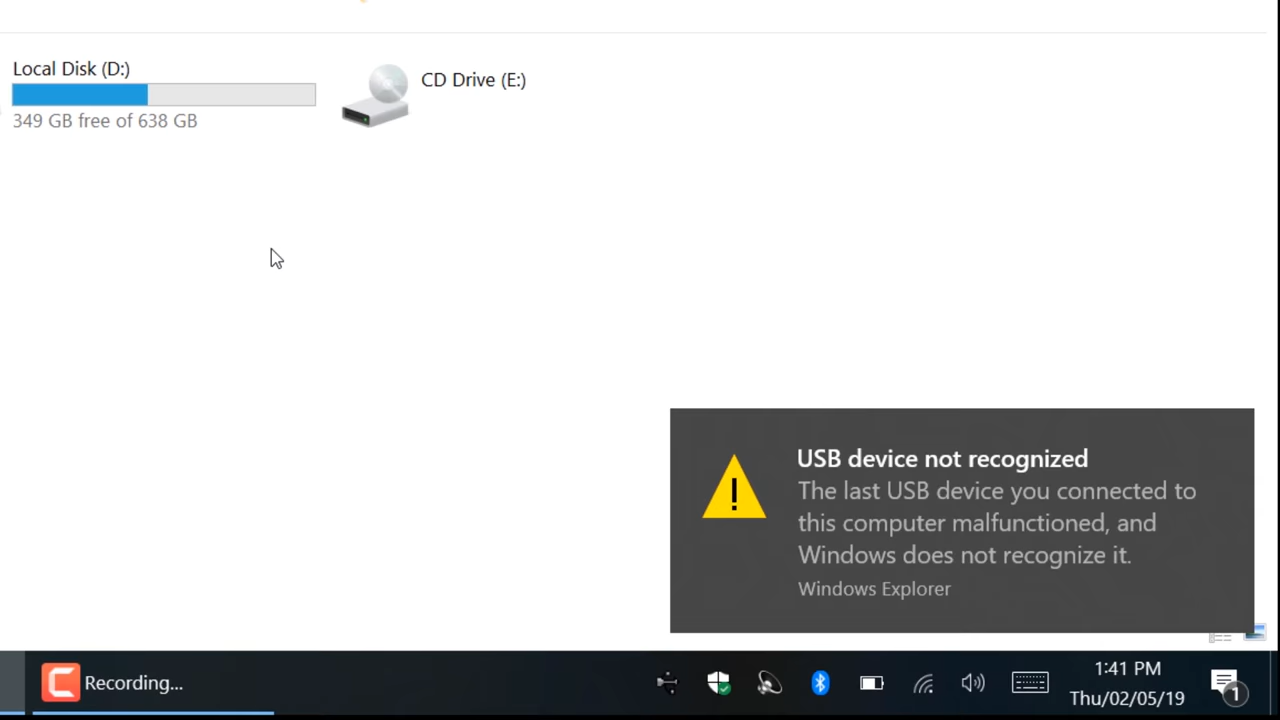 Local Disk (D:)
349 GB free of 638 GB
CD Drive (E:)
USB device not recognized
The last USB device you connected to
this computer malfunctioned, and
Windows does not recognize it.
Windows Explorer
Recording...
1:41 PM
Thu/02/05/19
1